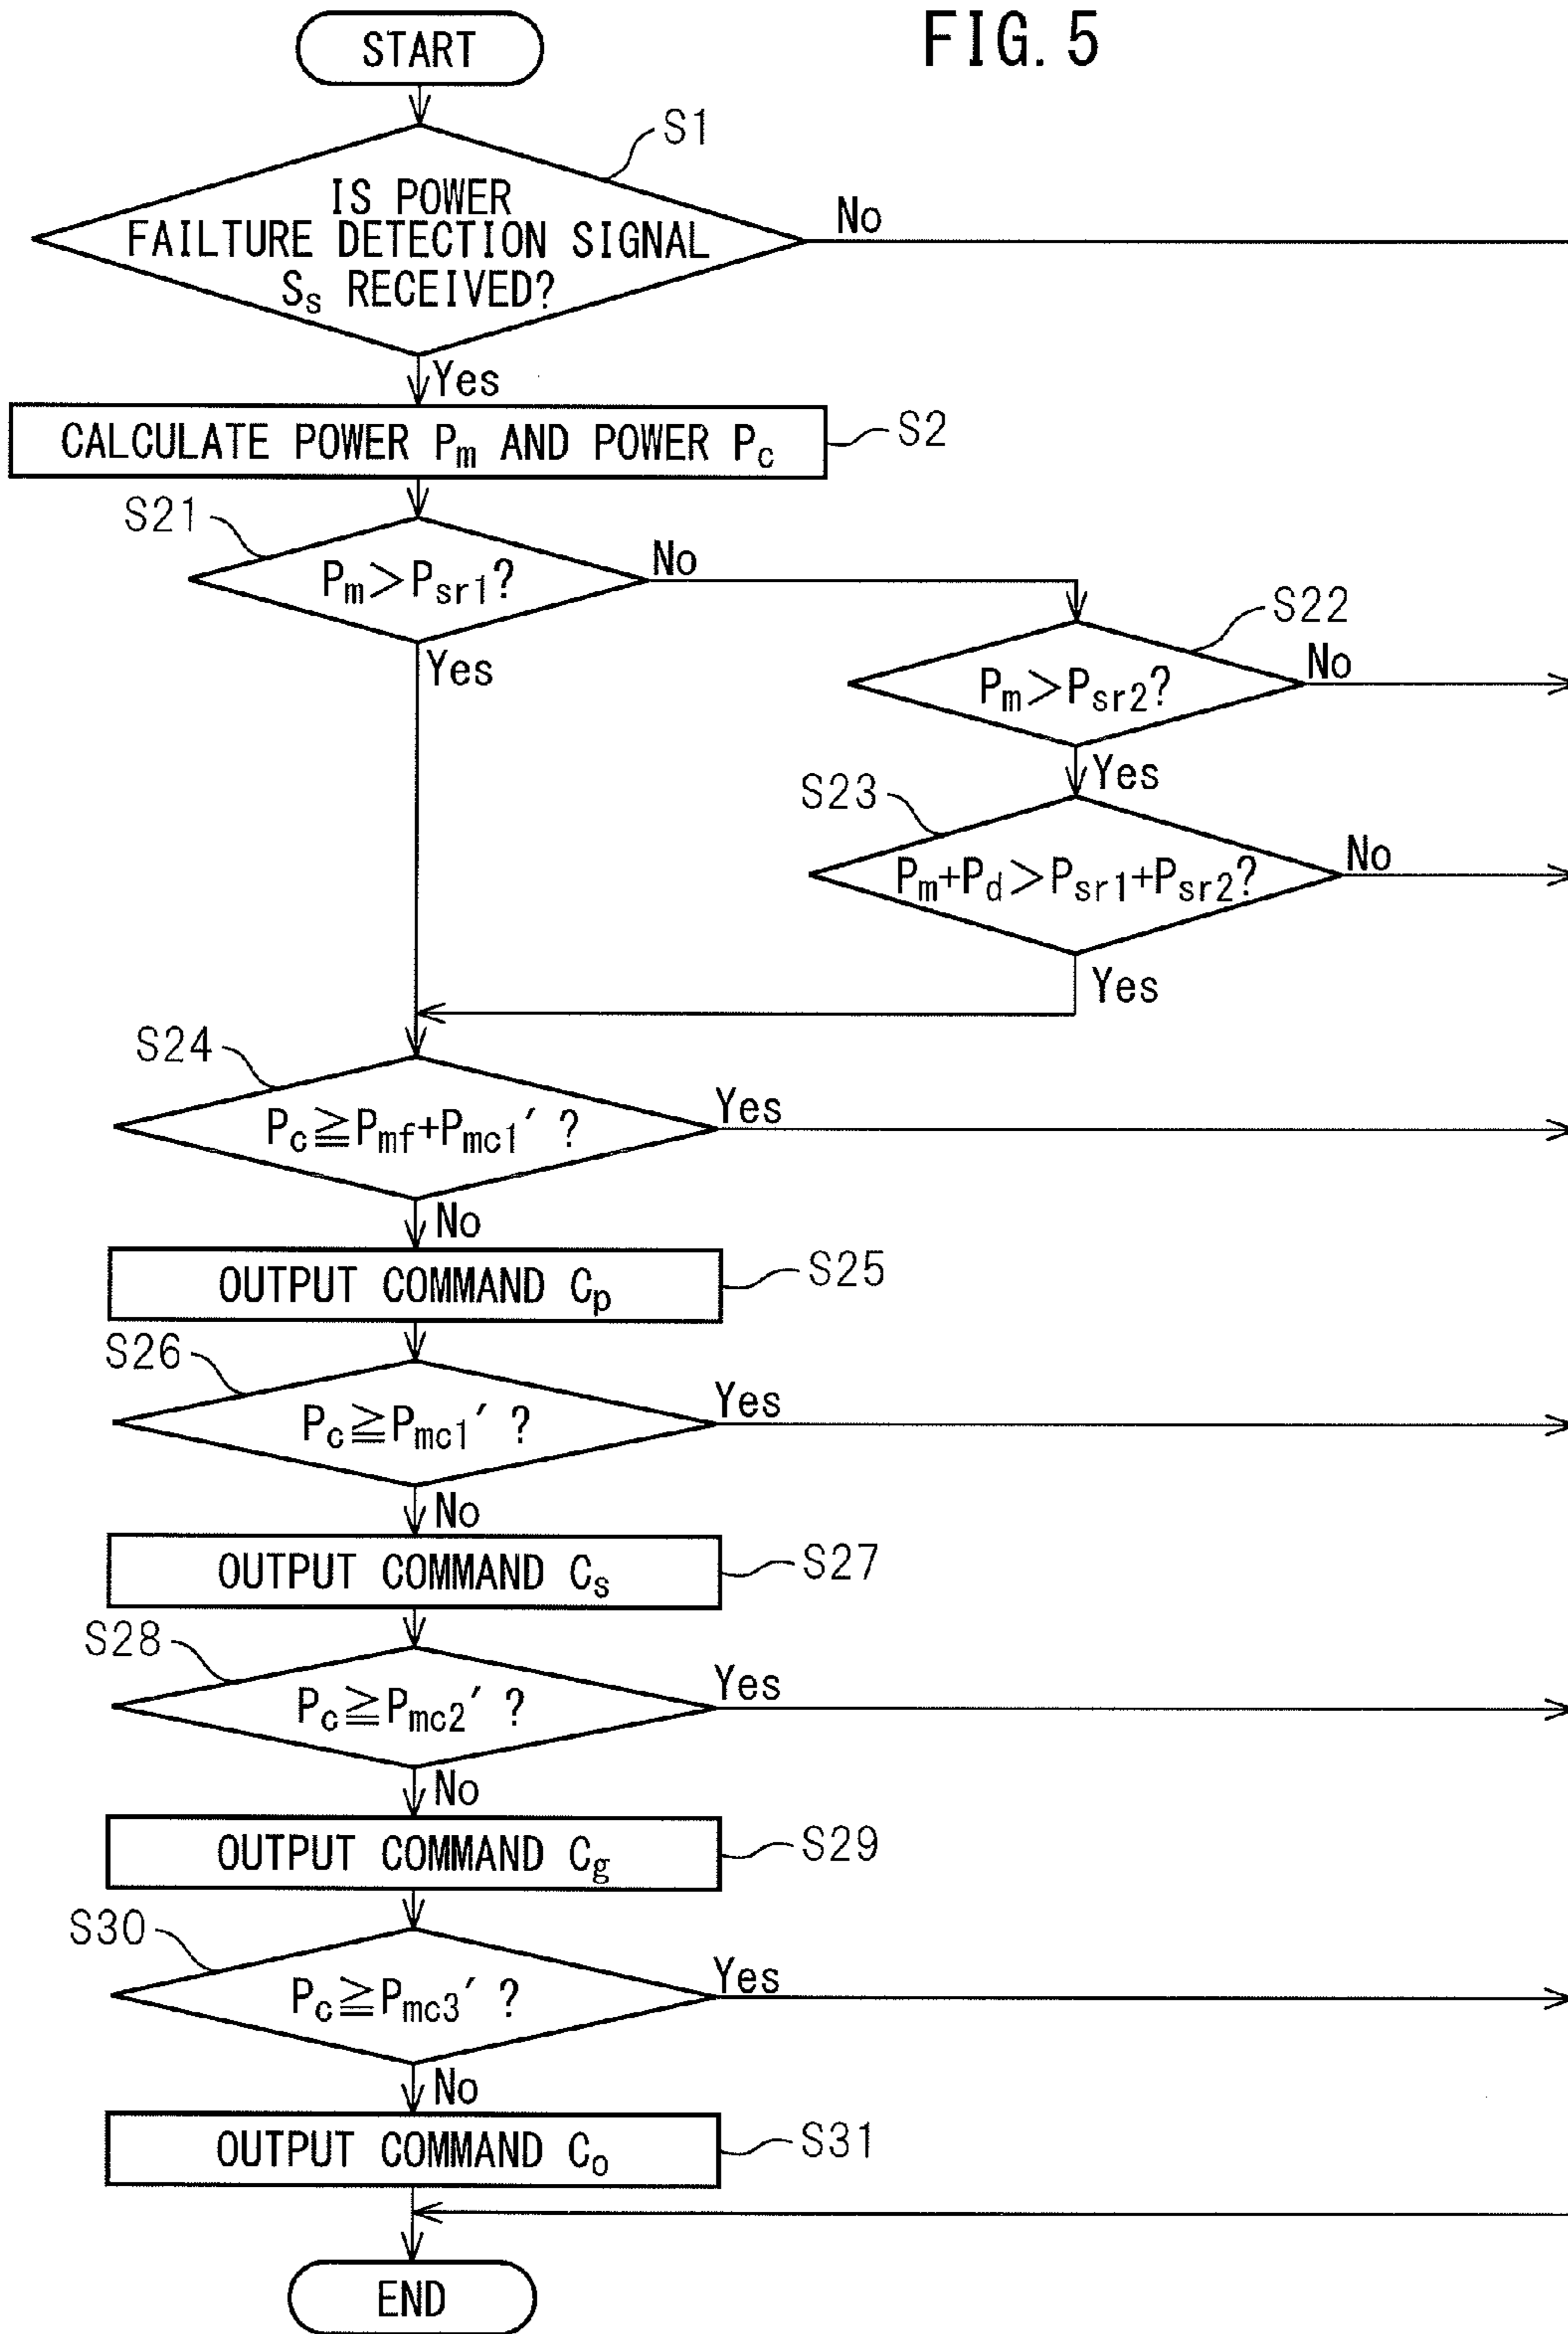 FIG. 5
START
S1
IS POWER
FAILTURE DETECTION SIGNAL
Ss RECEIVED?
No
Yes
CALCULATE POWER Pm AND POWER Pc
S2
S21
Pm>Psr1?
No
Yes
S22
Pm>Psr2?
No
Yes
S23
Pm+Pd>Psr1+Psr2?
No
Yes
S24
Pc≧Pmf+Pmc1′ ?
Yes
No
OUTPUT COMMAND Cp
S25
S26
Pc≧Pmc1′ ?
Yes
No
OUTPUT COMMAND Cs
S27
S28
Pc≧Pmc2′ ?
Yes
No
OUTPUT COMMAND Cg
S29
S30
Pc≧Pmc3′ ?
Yes
No
OUTPUT COMMAND Co
S31
END